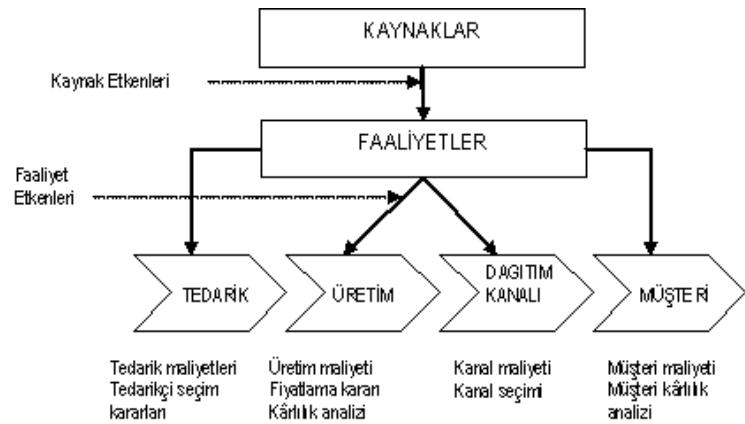 KAYNAKLAR
Kaynak Etkenleri
FAALİYETLER
Faaliyet
Etkenleri
TEDARİK
ÜRETİM
DAGITIM
KANALI
MÜŞTERİ
Tedarik maliyetleri
Tedarikçi seçim
kararları
Üretim maliyeti
Fiyatlama kararı
Kârlılık analizi
Kanal maliyeti
Kanal seçimi
Müşteri maliyeti
Müşteri kârlılık
analizi